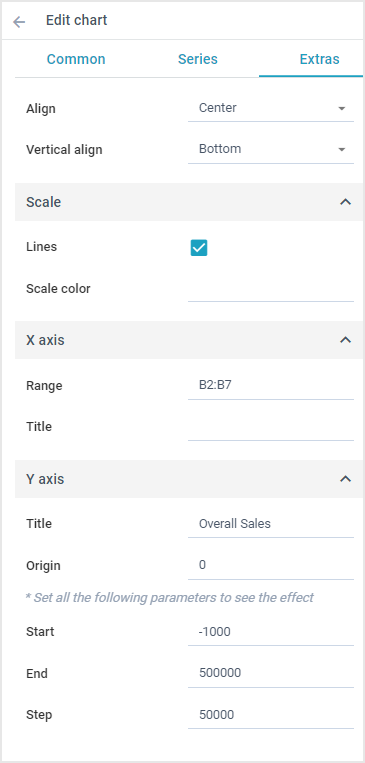 Edit chart
Common Series Extras
Align Center
Vertical align Bottom
Scale
Lines
Scale color
X axis
Range B2:B7
Title
Y axis
Title Overall Sales
Origin 0
* Set all the following parameters to see the effect
Start -1000
End 500000
Step 50000